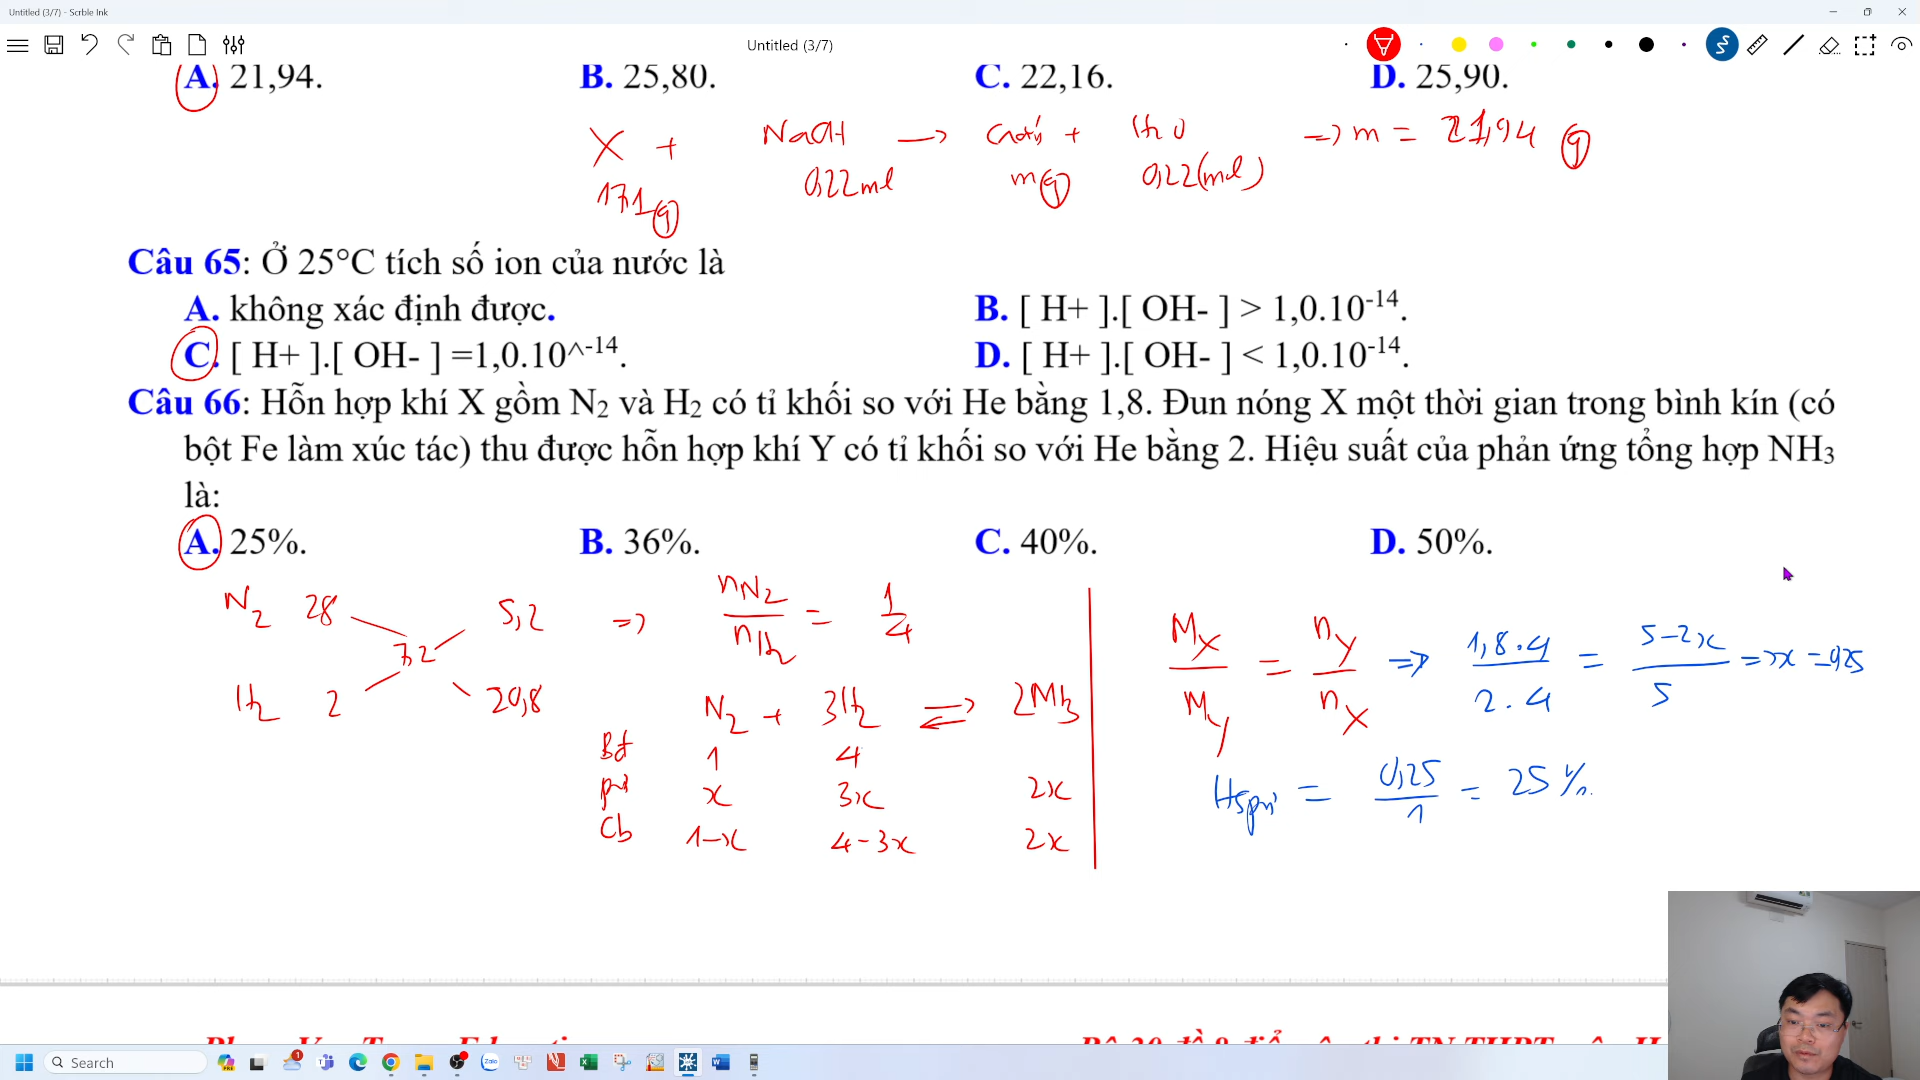 Untitled (3/7) - Scrble Ink
Untitled (3/7)
A. 21,94. B. 25,80. C. 22,16. D. 25,90.
X + NaOH → + H2O => m = 21,94 g
17,1 g 0,22 mol m g 0,22 (mol)
Câu 65: Ở 25°C tích số ion của nước là
A. không xác định được. B. [ H+ ].[ OH- ] > 1,0.10-14.
C. [ H+ ].[ OH- ] =1,0.10^-14. D. [ H+ ].[ OH- ] < 1,0.10-14.
Câu 66: Hỗn hợp khí X gồm N2 và H2 có tỉ khối so với He bằng 1,8. Đun nóng X một thời gian trong bình kín (có
bột Fe làm xúc tác) thu được hỗn hợp khí Y có tỉ khối so với He bằng 2. Hiệu suất của phản ứng tổng hợp NH3
là:
A. 25%. B. 36%. C. 40%. D. 50%.
N2 28 5,2 => nN2/nH2 = 1/4
7,2
H2 2 20,8
N2 + 3H2 ⇌ 2NH3
Bđ 1 4
pứ x 3x 2x
Cb 1-x 4-3x 2x
MX/MY = nY/nX => 1,8.4/2.4 = 5-2x/5 => x = 0,25
Hspứ = 0,25/1 = 25%.
Search